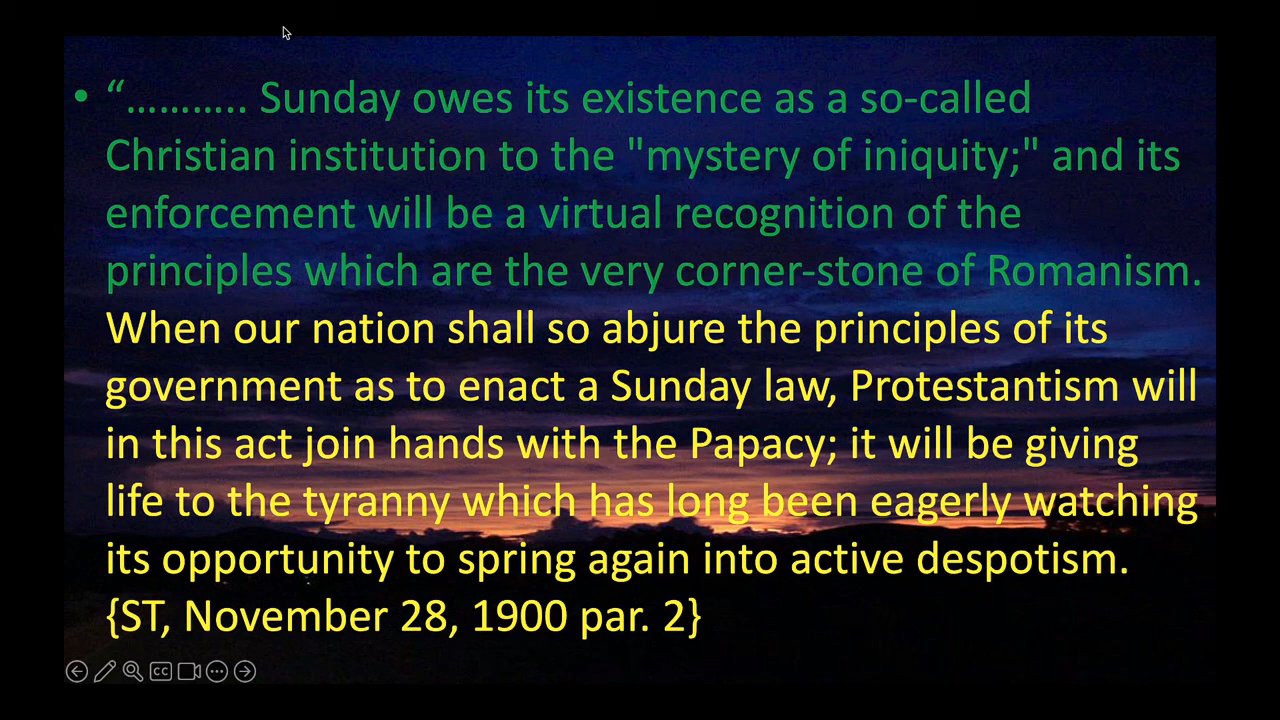 • “……….. Sunday owes its existence as a so-called
Christian institution to the "mystery of iniquity;" and its
enforcement will be a virtual recognition of the
principles which are the very corner-stone of Romanism.
When our nation shall so abjure the principles of its
government as to enact a Sunday law, Protestantism will
in this act join hands with the Papacy; it will be giving
life to the tyranny which has long been eagerly watching
its opportunity to spring again into active despotism.
{ST, November 28, 1900 par. 2}
CC